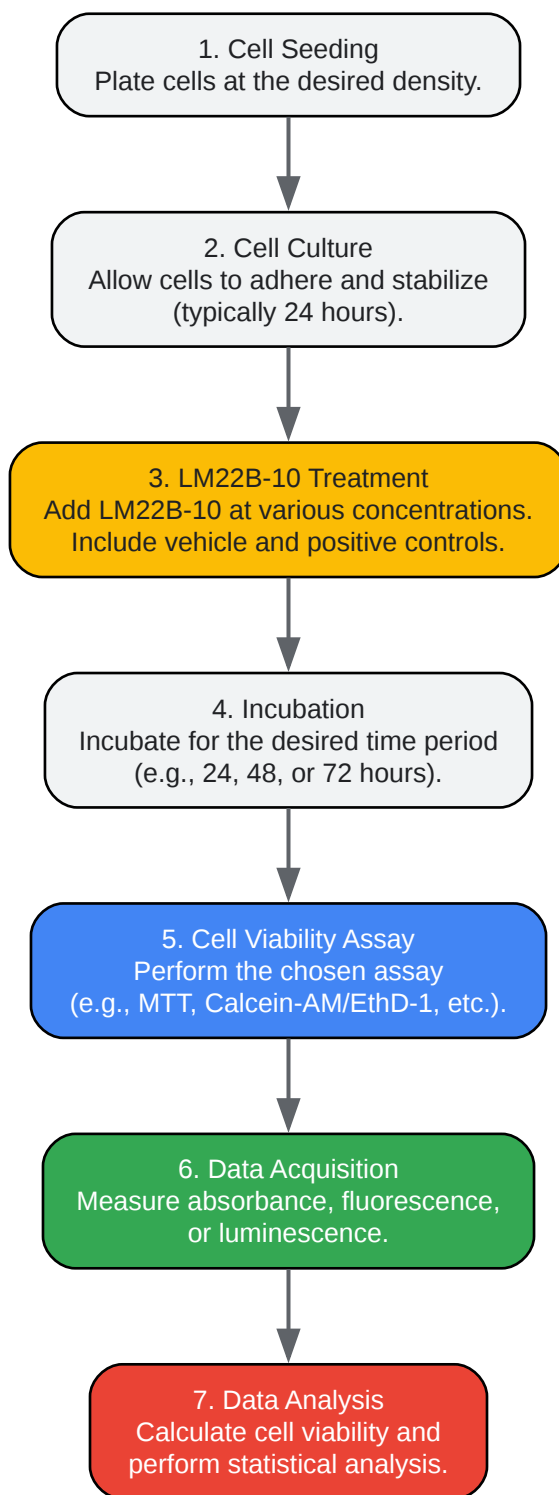 1. Cell Seeding
Plate cells at the desired density.
2. Cell Culture
Allow cells to adhere and stabilize
(typically 24 hours).
3. LM22B-10 Treatment
Add LM22B-10 at various concentrations.
Include vehicle and positive controls.
4. Incubation
Incubate for the desired time period
(e.g., 24, 48, or 72 hours).
5. Cell Viability Assay
Perform the chosen assay
(e.g., MTT, Calcein-AM/EthD-1, etc.).
6. Data Acquisition
Measure absorbance, fluorescence,
or luminescence.
7. Data Analysis
Calculate cell viability and
perform statistical analysis.